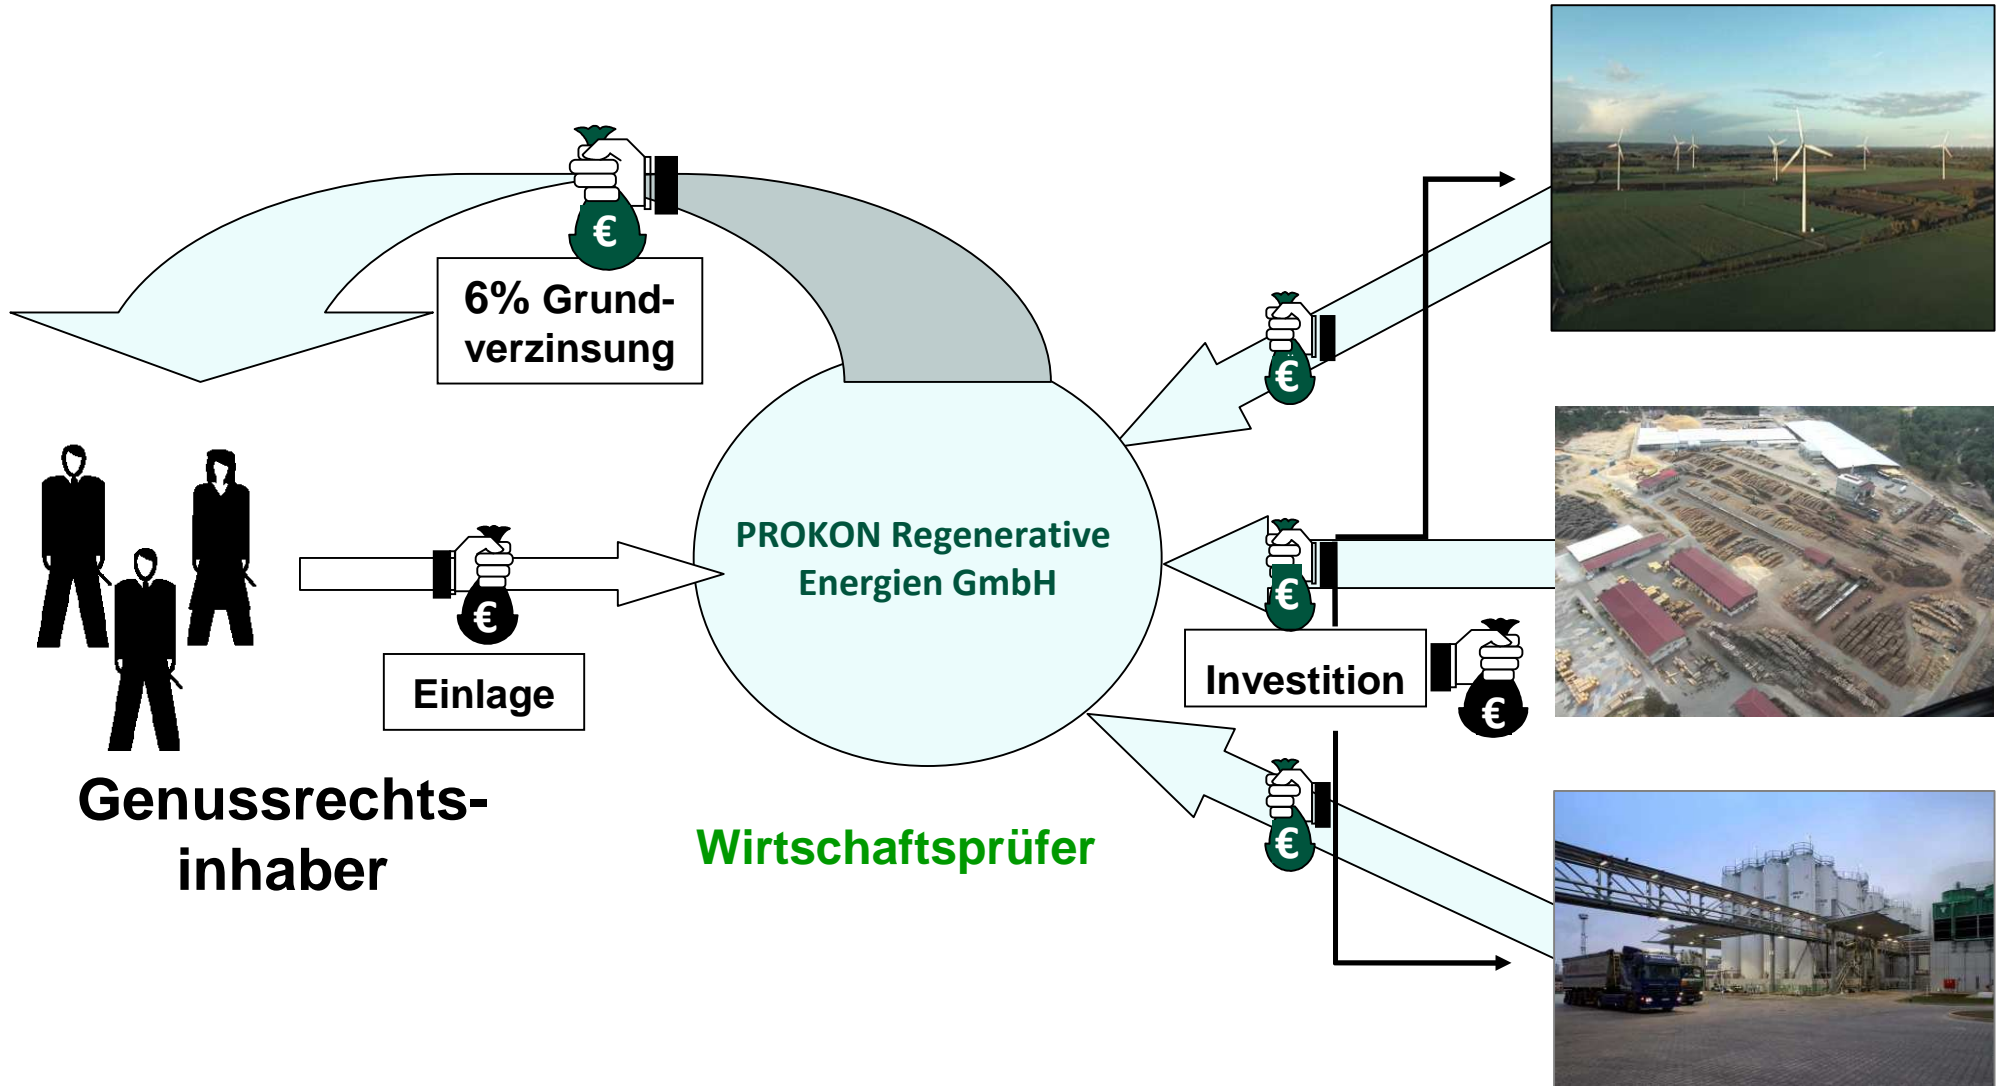 €
6% Grund-
verzinsung
€
PROKON Regenerative
Energien GmbH
€
€
Einlage
Investition
€
Genussrechts-
inhaber
Wirtschaftsprüfer
€